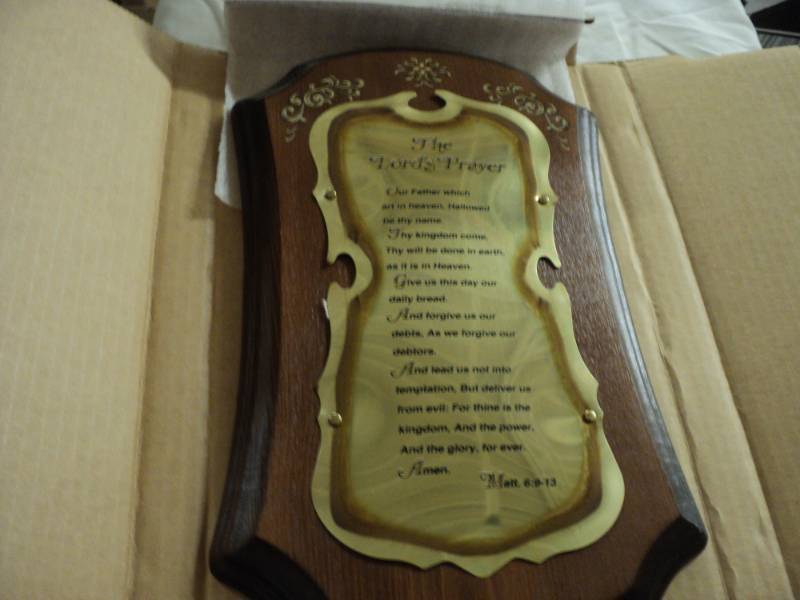 The
Lord's Prayer
Our Father which
art in heaven, Hallowed
be thy name.
Thy kingdom come,
Thy will be done in earth,
as it is in Heaven.
Give us this day our
daily bread.
And forgive us our
debts, As we forgive our
debtors.
And lead us not into
temptation, But deliver us
from evil: For thine is the
kingdom, And the power,
And the glory, for ever.
Amen.
Matt. 6:9-13